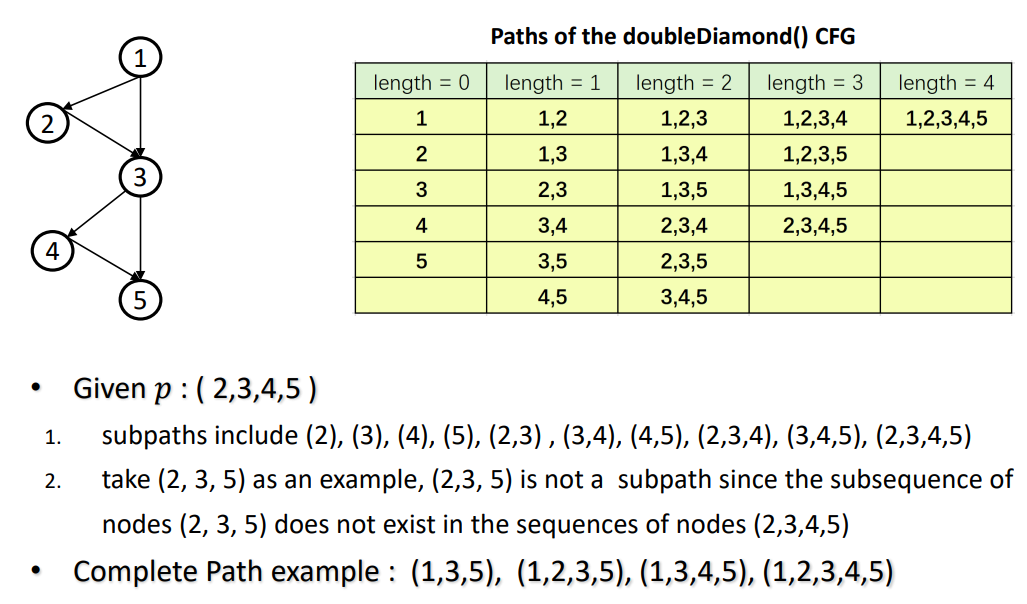 Paths of the doubleDiamond() CFG
1
2
3
4
5
length = 0 length = 1 length = 2 length = 3 length = 4
1 1,2 1,2,3 1,2,3,4 1,2,3,4,5
2 1,3 1,3,4 1,2,3,5
3 2,3 1,3,5 1,3,4,5
4 3,4 2,3,4 2,3,4,5
5 3,5 2,3,5
4,5 3,4,5
• Given p : ( 2,3,4,5 )
1. subpaths include (2), (3), (4), (5), (2,3) , (3,4), (4,5), (2,3,4), (3,4,5), (2,3,4,5)
2. take (2, 3, 5) as an example, (2,3, 5) is not a subpath since the subsequence of
nodes (2, 3, 5) does not exist in the sequences of nodes (2,3,4,5)
• Complete Path example : (1,3,5), (1,2,3,5), (1,3,4,5), (1,2,3,4,5)